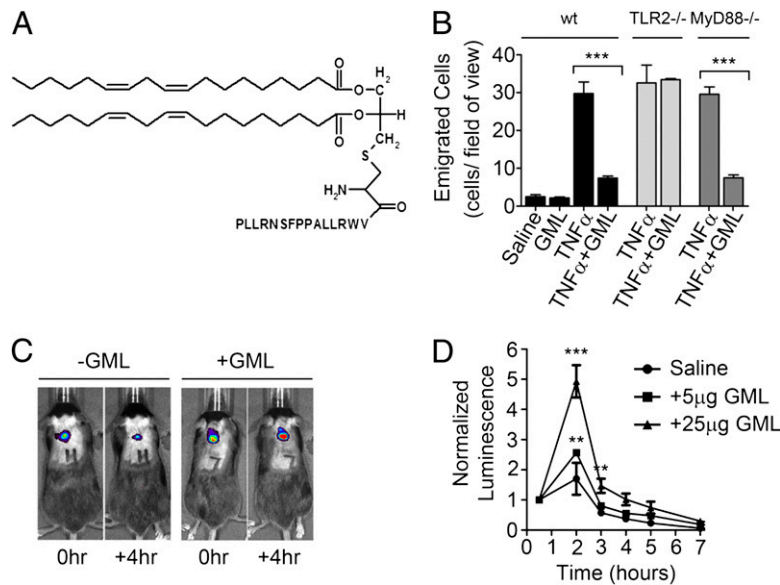 A
O
C
O
H2
C
O
C
O
H
O
CH2
S
H2N
O
PLLRNSFPPALLRWV
B
wt TLR2-/- MyD88-/-
Emigrated Cells
(cells/ field of view)
40
30
20
10
0
*** ***
Saline
GML
TNFα
TNFα+GML
TNFα
TNFα+GML
TNFα
TNFα+GML
C
-GML +GML
0hr +4hr 0hr +4hr
D
Normalized
Luminescence
6
5
4
3
2
1
0
***
**
**
Saline
+5μg GML
+25μg GML
0 1 2 3 4 5 6 7
Time (hours)